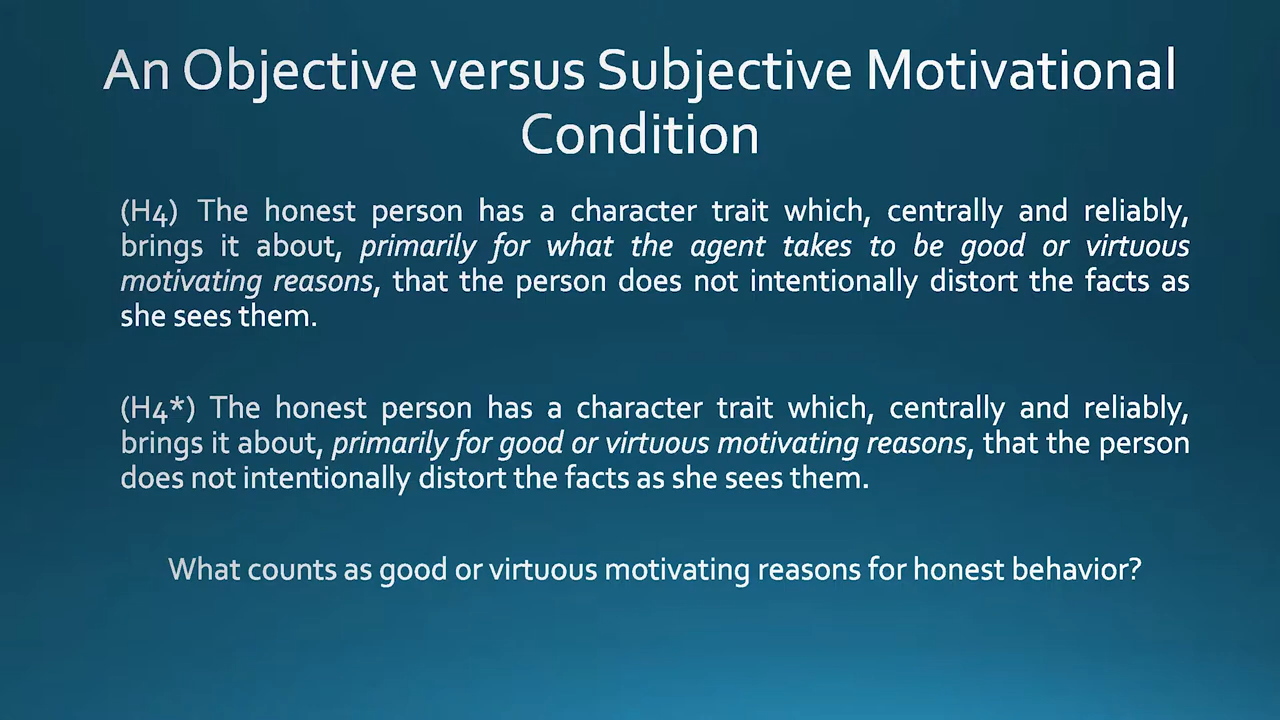 An Objective versus Subjective Motivational
Condition
(H4) The honest person has a character trait which, centrally and reliably,
brings it about, primarily for what the agent takes to be good or virtuous
motivating reasons, that the person does not intentionally distort the facts as
she sees them.
(H4*) The honest person has a character trait which, centrally and reliably,
brings it about, primarily for good or virtuous motivating reasons, that the person
does not intentionally distort the facts as she sees them.
What counts as good or virtuous motivating reasons for honest behavior?